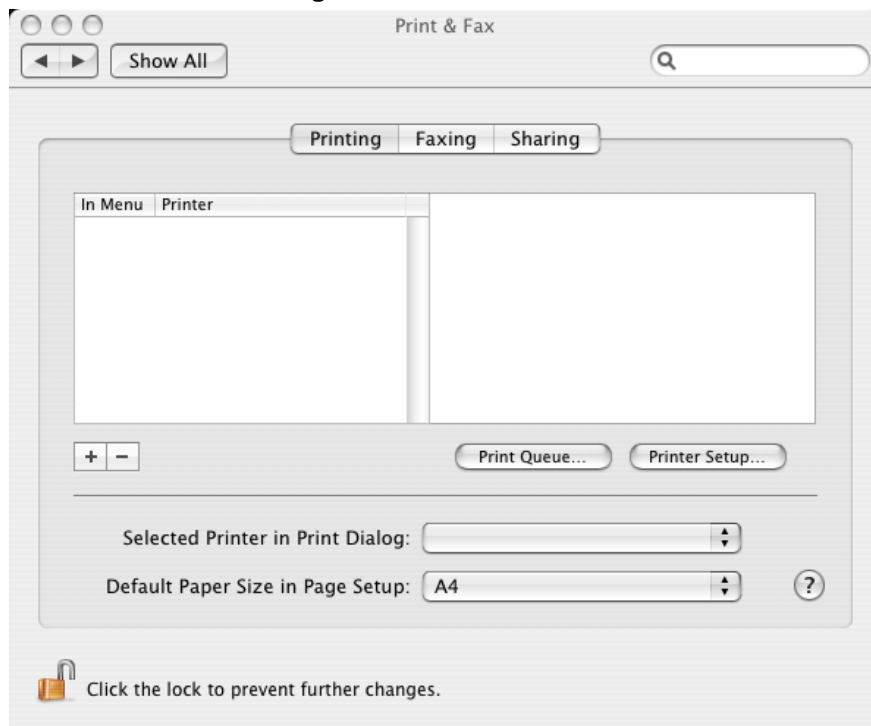 Print & Fax
Show All
Printing Faxing Sharing
In Menu Printer
+ −
Print Queue... Printer Setup...
Selected Printer in Print Dialog:
Default Paper Size in Page Setup: A4 ?
Click the lock to prevent further changes.